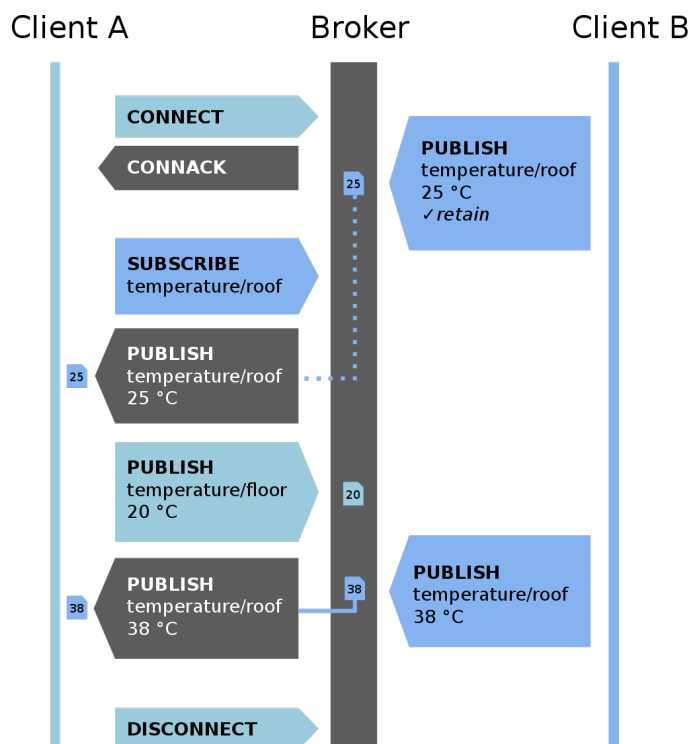 Client A
Broker
Client B
CONNECT
PUBLISH
temperature/roof
25 °C
✓retain
CONNACK
25
SUBSCRIBE
temperature/roof
PUBLISH
temperature/roof
25 °C
25
PUBLISH
temperature/floor
20 °C
20
PUBLISH
temperature/roof
38 °C
38
PUBLISH
temperature/roof
38 °C
38
DISCONNECT